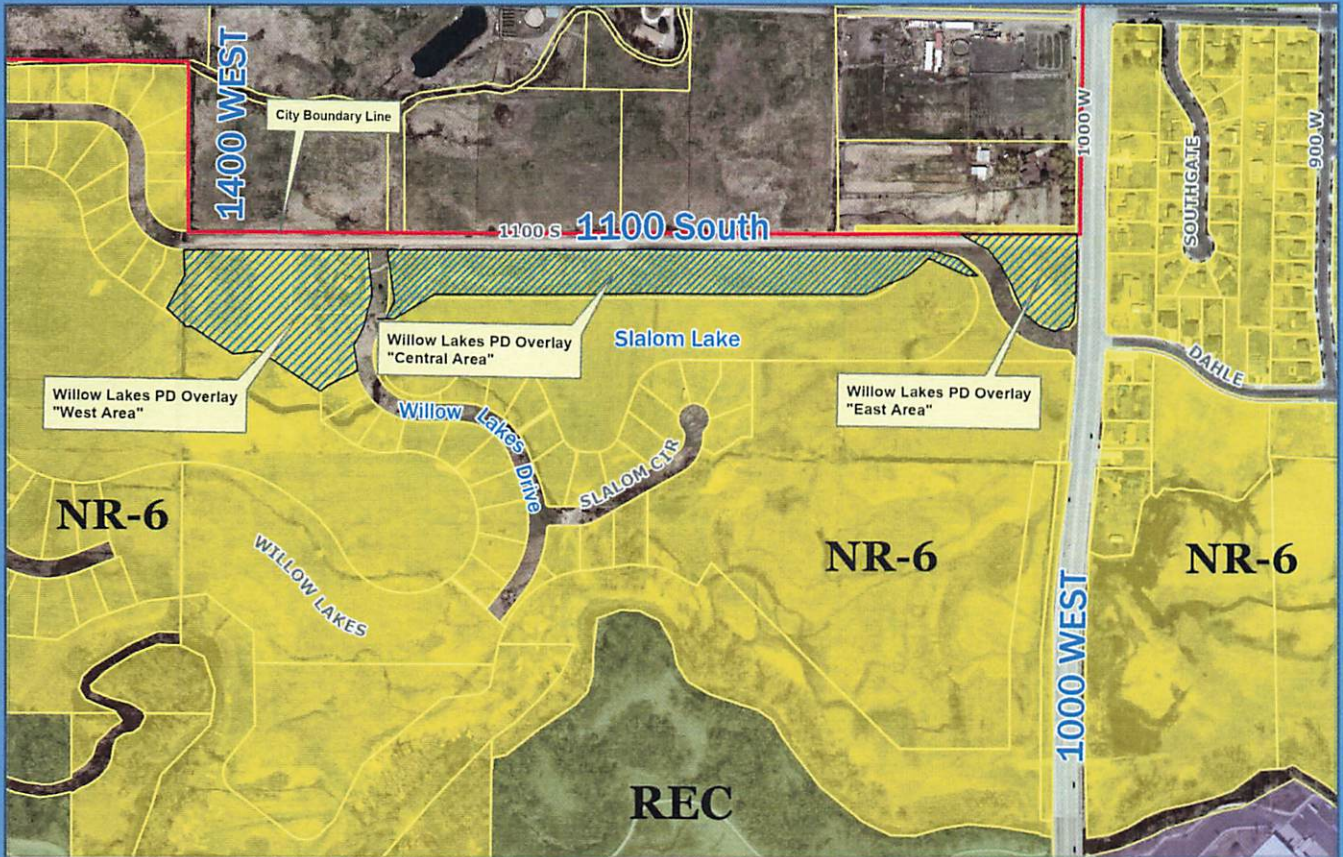 1400 WEST
City Boundary Line
1000 W
SOUTHGATE
900 W
1100 S
1100 South
Willow Lakes PD Overlay
"West Area"
Willow Lakes PD Overlay
"Central Area"
Slalom Lake
Willow Lakes PD Overlay
"East Area"
DAHLE
Willow Lakes Drive
SLALOM CIR
NR-6
WILLOW LAKES
NR-6
NR-6
1000 WEST
REC